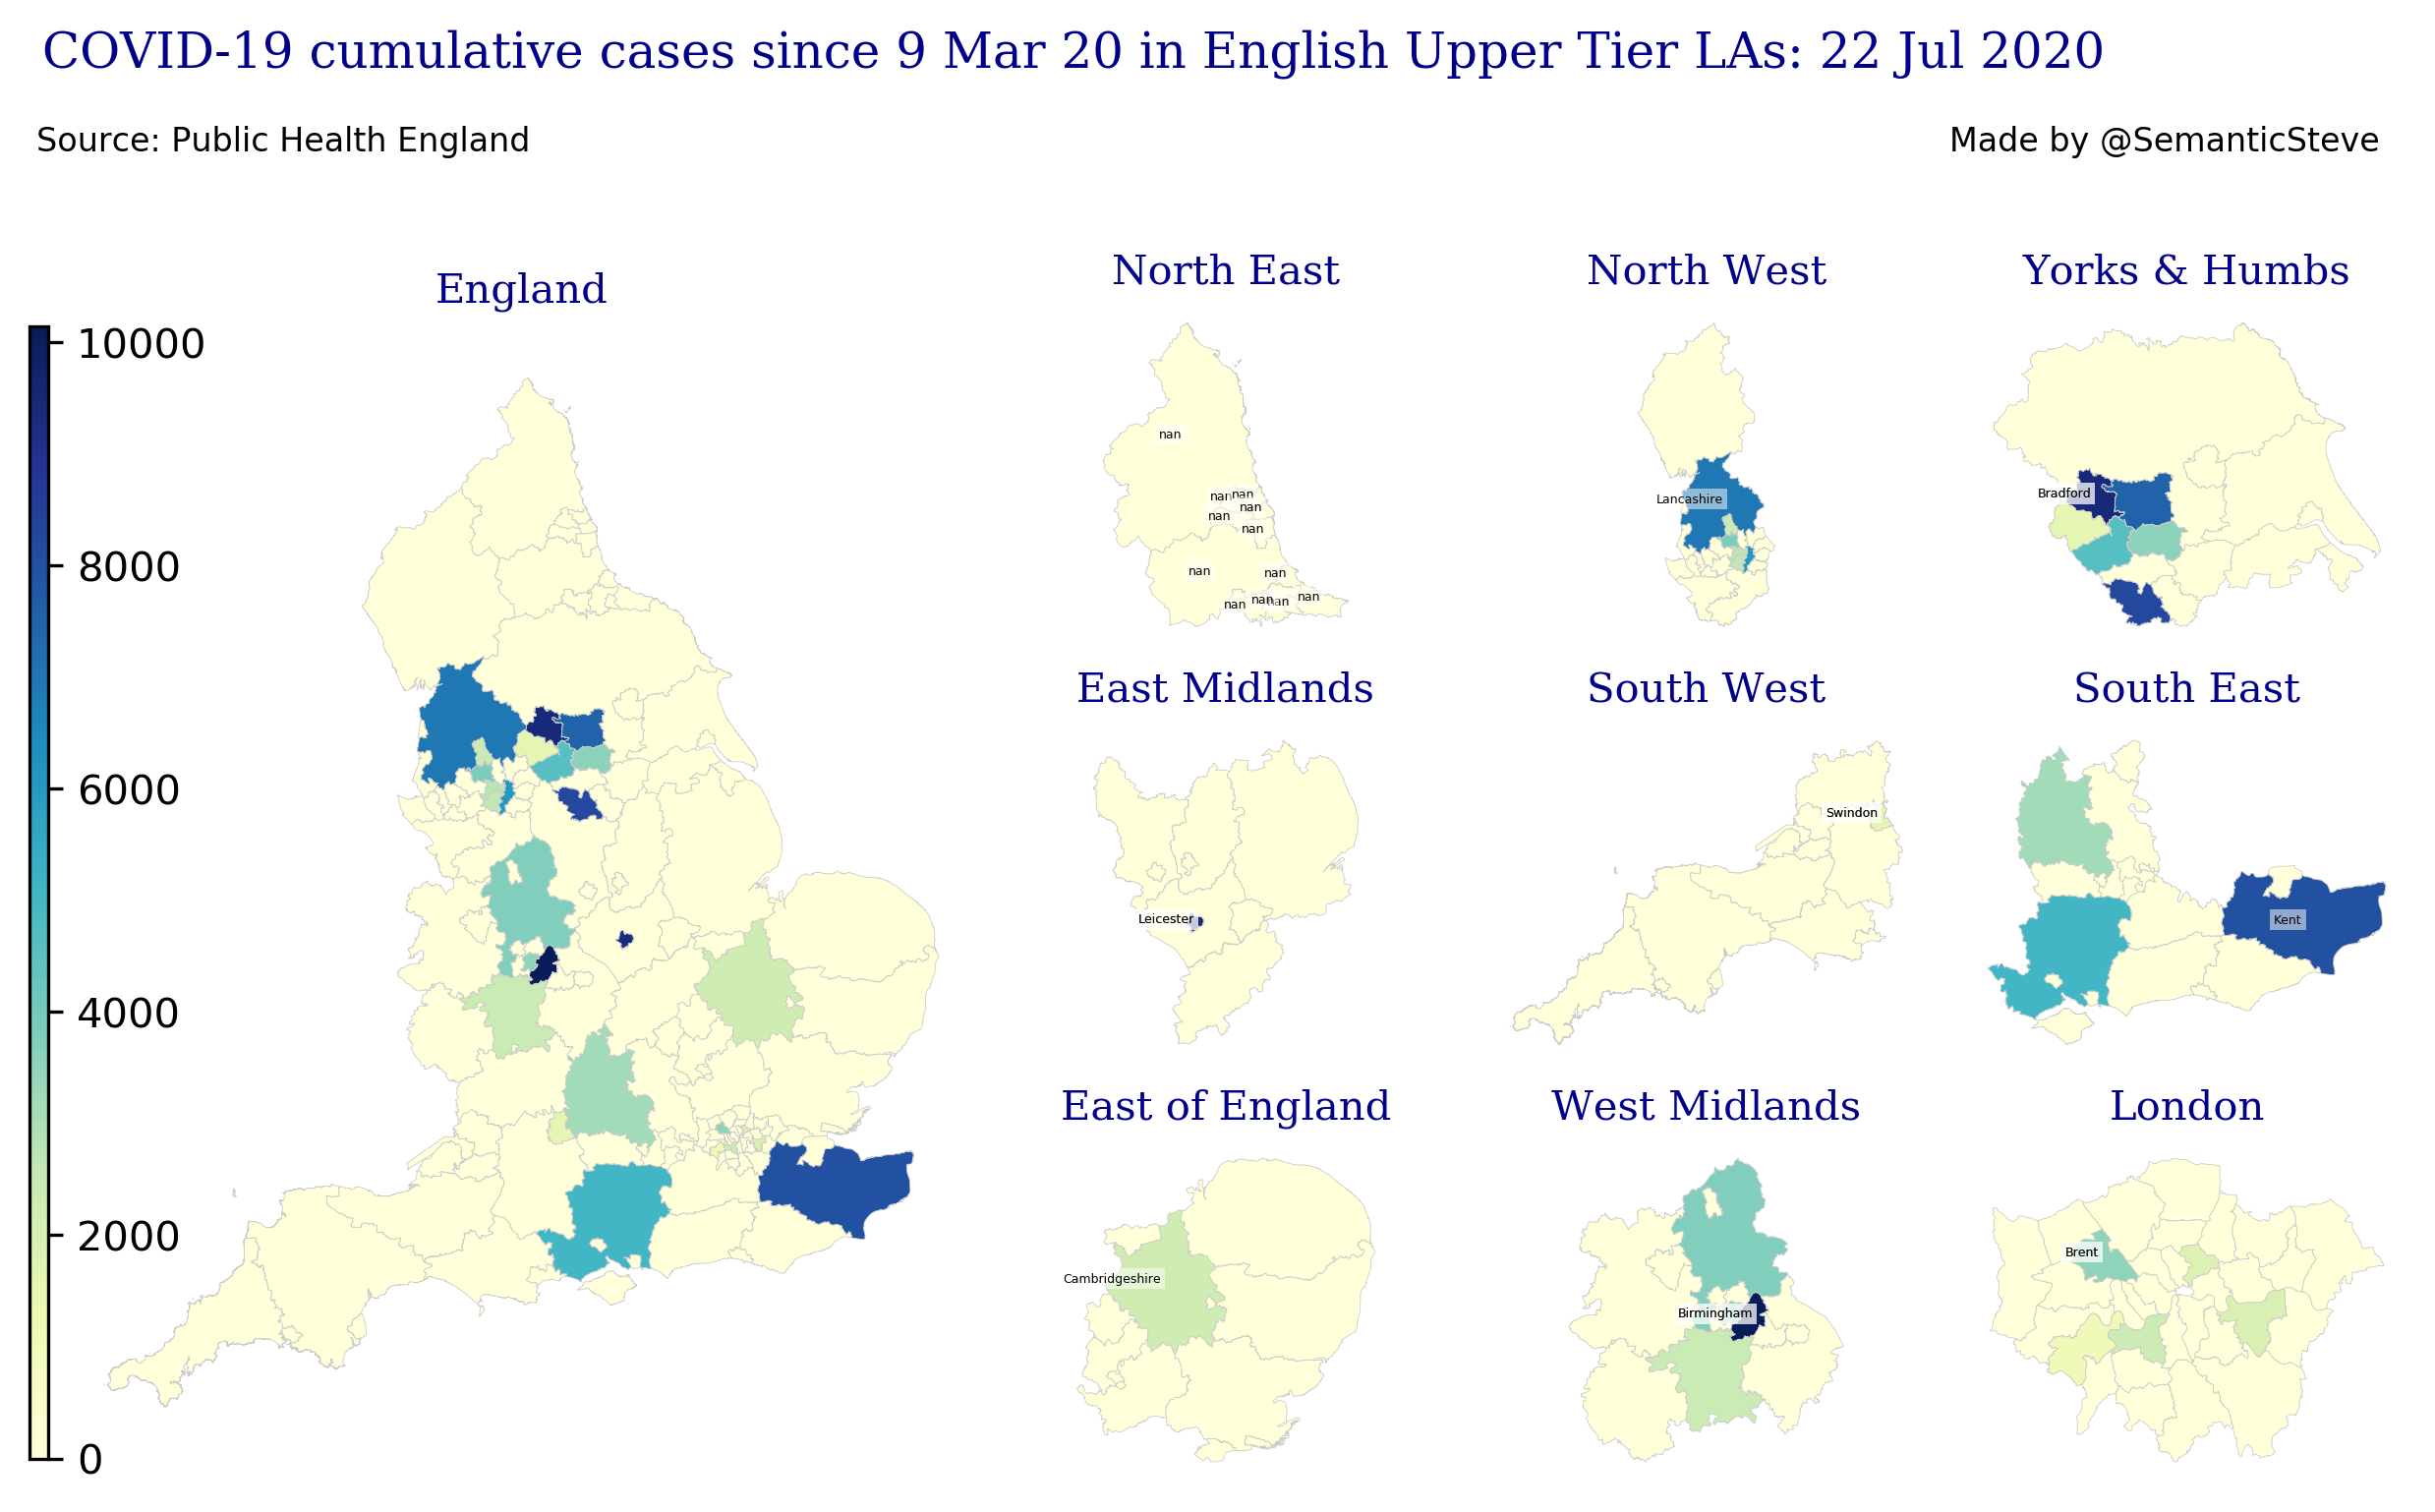 COVID-19 cumulative cases since 9 Mar 20 in English Upper Tier LAs: 22 Jul 2020
Source: Public Health England
Made by @SemanticSteve
England
10000
8000
6000
4000
2000
0
North East
nan
nan
nan
nan
nan
nan
nan
nan
nan
nan
nan
nan
North West
Lancashire
Yorks & Humbs
Bradford
East Midlands
Leicester
South West
Swindon
South East
Kent
East of England
Cambridgeshire
West Midlands
Birmingham
London
Brent